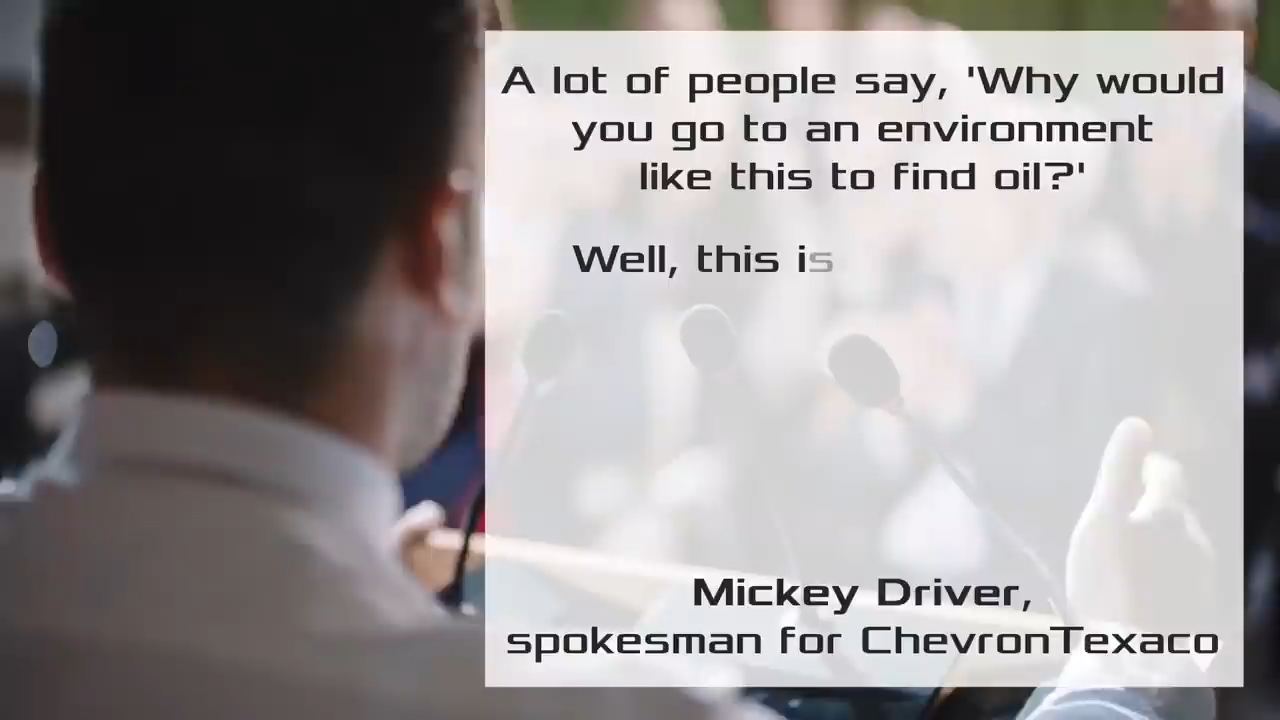 A lot of people say, 'Why would
you go to an environment
like this to find oil?'
Well, this is
Mickey Driver,
spokesman for ChevronTexaco